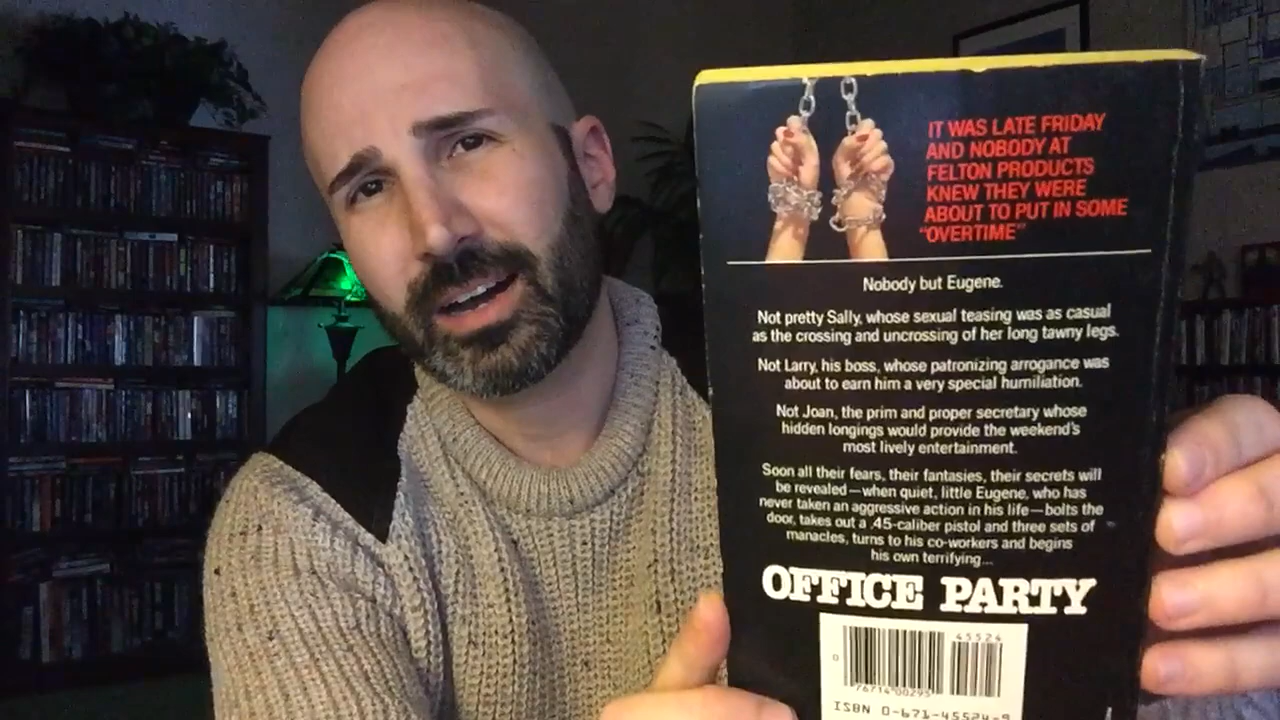 IT WAS LATE FRIDAY
AND NOBODY AT
FELTON PRODUCTS
KNEW THEY WERE
ABOUT TO PUT IN SOME
“OVERTIME”
Nobody but Eugene.
Not pretty Sally, whose sexual teasing was as casual
as the crossing and uncrossing of her long tawny legs.
Not Larry, his boss, whose patronizing arrogance was
about to earn him a very special humiliation.
Not Joan, the prim and proper secretary whose
hidden longings would provide the weekend's
most lively entertainment.
Soon all their fears, their fantasies, their secrets will
be revealed—when quiet, little Eugene, who has
never taken an aggressive action in his life—bolts the
door, takes out a .45-caliber pistol and three sets of
manacles, turns to his co-workers and begins
his own terrifying...
OFFICE PARTY
45524
0
76714 00295
ISBN 0-671-45524-9